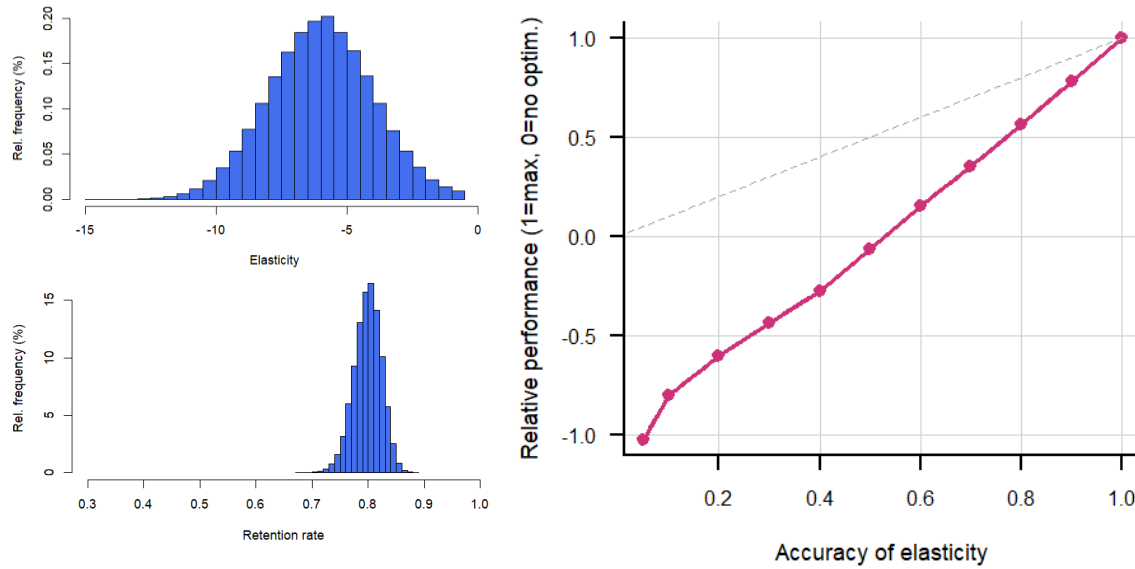 Rel. frequency (%)
0.20
0.15
0.10
0.05
0.00
-15 -10 -5 0
Elasticity
Rel. frequency (%)
15
10
5
0
0.3 0.4 0.5 0.6 0.7 0.8 0.9 1.0
Retention rate
Relative performance (1=max, 0=no optim.)
1.0
0.5
0.0
-0.5
-1.0
0.2 0.4 0.6 0.8 1.0
Accuracy of elasticity